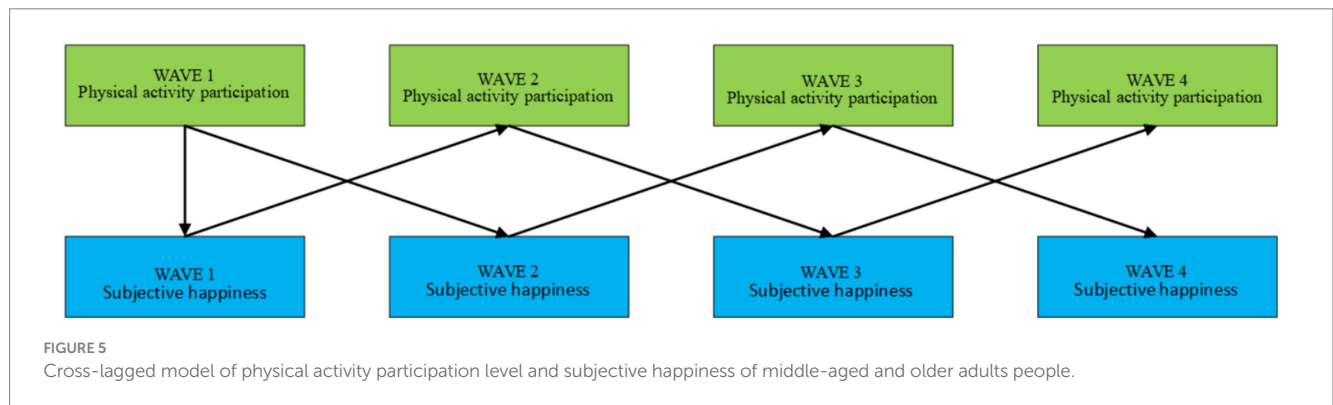 WAVE 1
Physical activity participation
WAVE 2
Physical activity participation
WAVE 3
Physical activity participation
WAVE 4
Physical activity participation
WAVE 1
Subjective happiness
WAVE 2
Subjective happiness
WAVE 3
Subjective happiness
WAVE 4
Subjective happiness
FIGURE 5
Cross-lagged model of physical activity participation level and subjective happiness of middle-aged and older adults people.